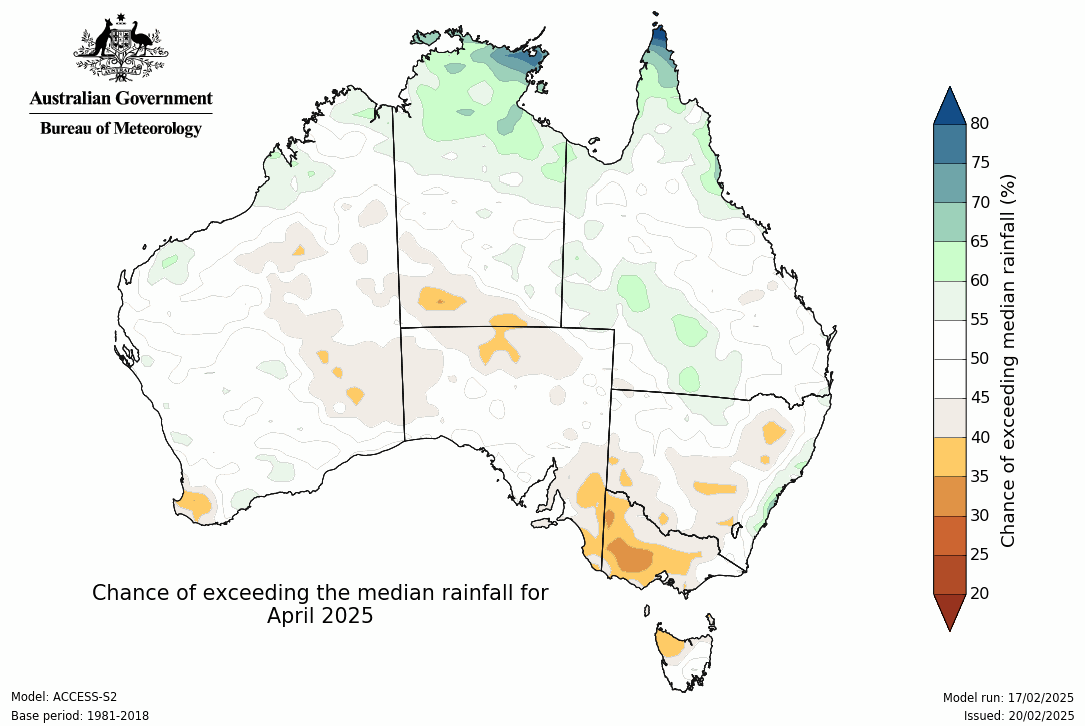 Australian Government
Bureau of Meteorology
80
75
70
65
60
55
50
45
40
35
30
25
20
Chance of exceeding median rainfall (%)
Chance of exceeding the median rainfall for
April 2025
Model: ACCESS-S2
Base period: 1981-2018
Model run: 17/02/2025
Issued: 20/02/2025